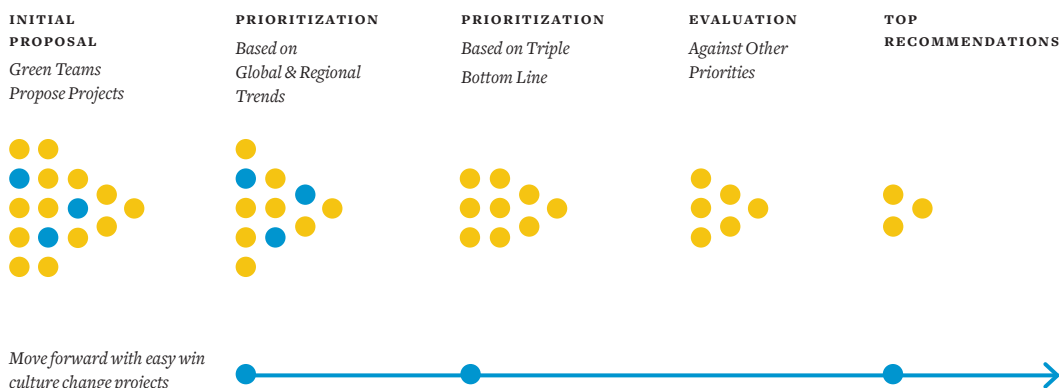 INITIAL
PROPOSAL
Green Teams
Propose Projects
PRIORITIZATION
Based on
Global & Regional
Trends
PRIORITIZATION
Based on Triple
Bottom Line
EVALUATION
Against Other
Priorities
TOP
RECOMMENDATIONS
Move forward with easy win
culture change projects